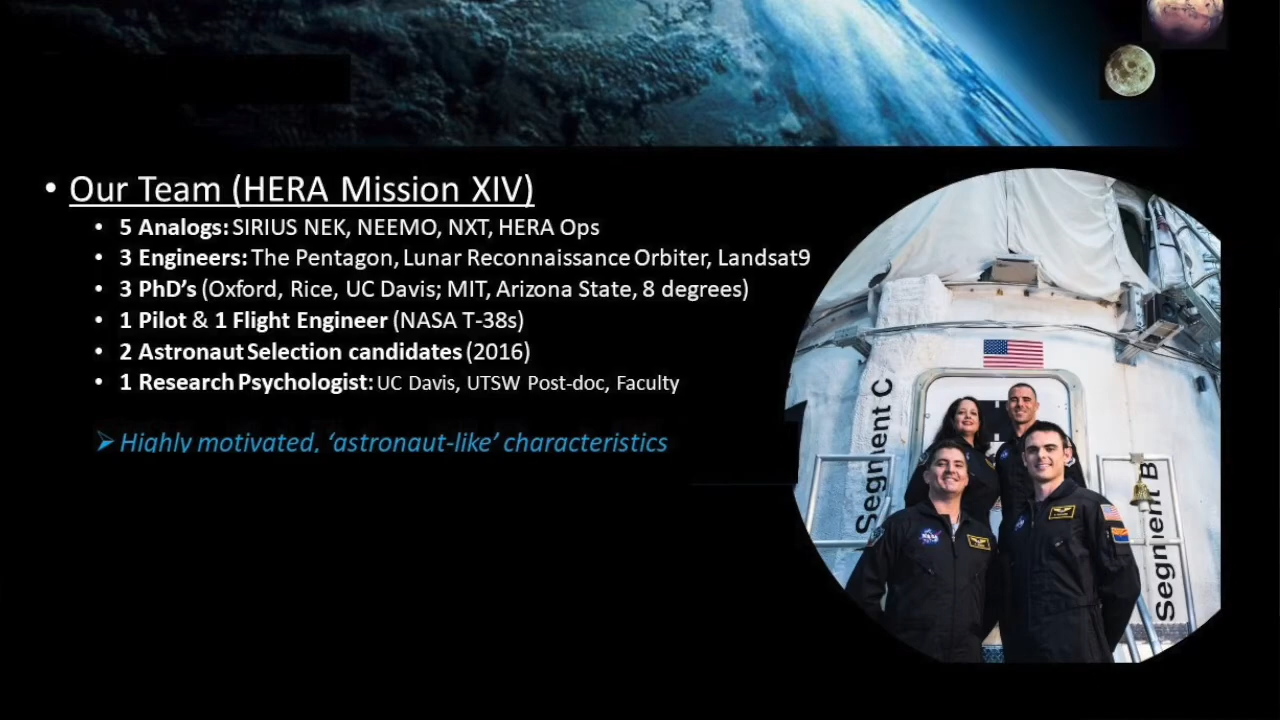 • Our Team (HERA Mission XIV)
• 5 Analogs: SIRIUS NEK, NEEMO, NXT, HERA Ops
• 3 Engineers: The Pentagon, Lunar Reconnaissance Orbiter, Landsat9
• 3 PhD's (Oxford, Rice, UC Davis; MIT, Arizona State, 8 degrees)
• 1 Pilot & 1 Flight Engineer (NASA T-38s)
• 2 Astronaut Selection candidates (2016)
• 1 Research Psychologist: UC Davis, UTSW Post-doc, Faculty
➢ Highly motivated, ‘astronaut-like’ characteristics
Segment C
Segment B
NASA